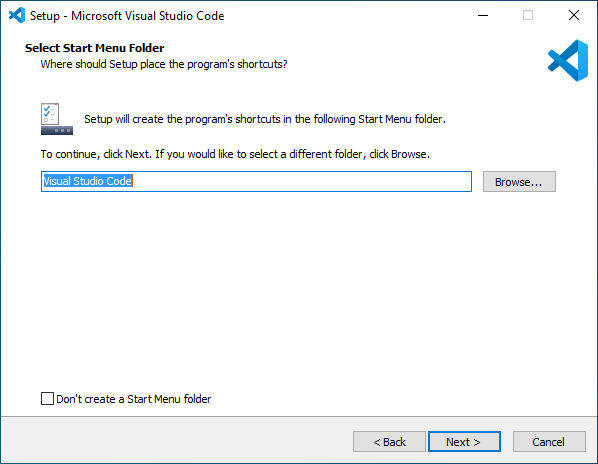 Setup - Microsoft Visual Studio Code
Select Start Menu Folder
Where should Setup place the program's shortcuts?
Setup will create the program's shortcuts in the following Start Menu folder.
To continue, click Next. If you would like to select a different folder, click Browse.
Visual Studio Code
Browse...
Don't create a Start Menu folder
< Back
Next >
Cancel